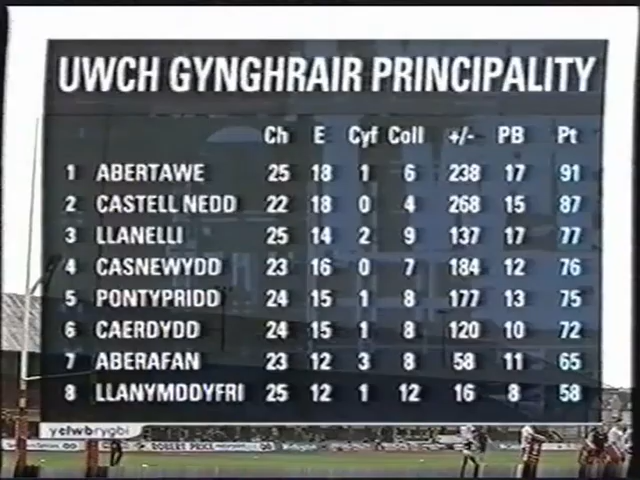 UWCH GYNGHRAIR PRINCIPALITY
Ch E Cyf Coll +/- PB Pt
1 ABERTAWE 25 18 1 6 238 17 91
2 CASTELL NEDD 22 18 0 4 268 15 87
3 LLANELLI 25 14 2 9 137 17 77
4 CASNEWYDD 23 16 0 7 184 12 76
5 PONTYPRIDD 24 15 1 8 177 13 75
6 CAERDYDD 24 15 1 8 120 10 72
7 ABERAFAN 23 12 3 8 58 11 65
8 LLANYMDDYFRI 25 12 1 12 16 8 58
yclwbrygbi
ROBERT PRICE